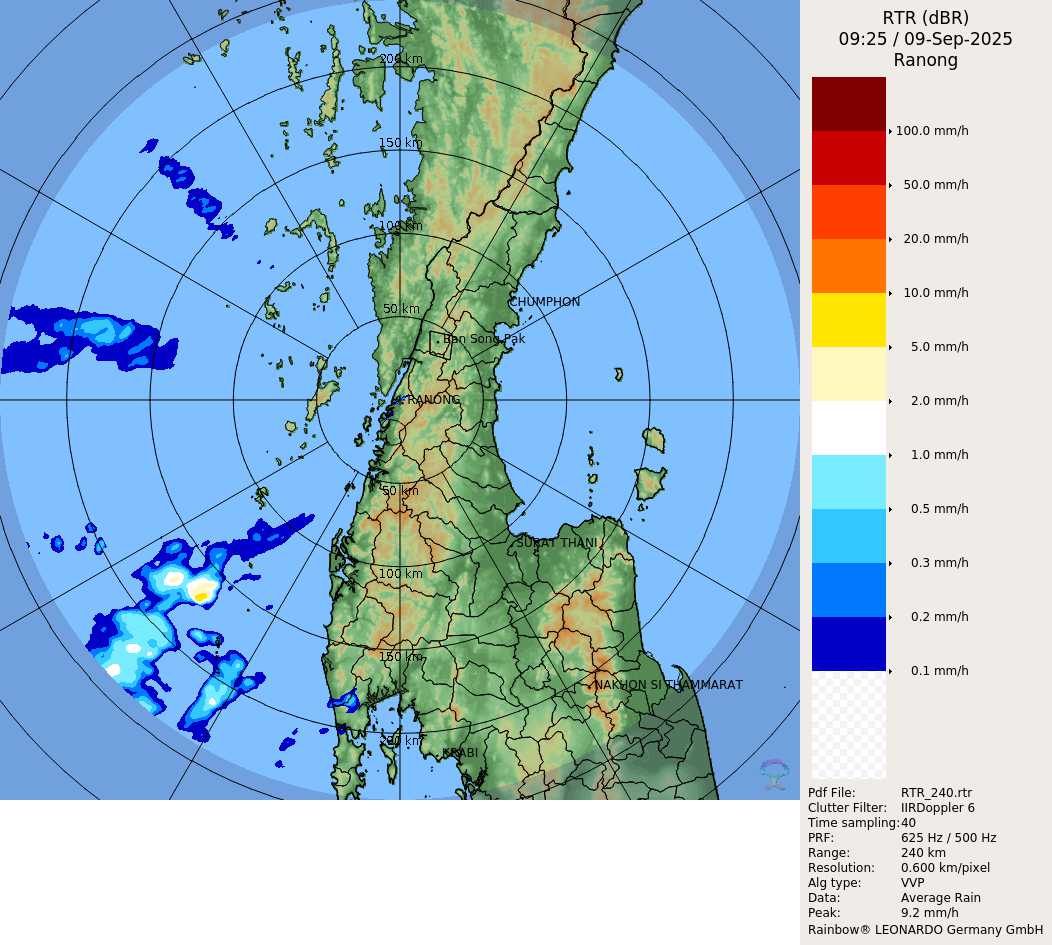 RTR (dBR)
09:25 / 09-Sep-2025
Ranong
100.0 mm/h
50.0 mm/h
20.0 mm/h
10.0 mm/h
5.0 mm/h
2.0 mm/h
1.0 mm/h
0.5 mm/h
0.3 mm/h
0.2 mm/h
0.1 mm/h
200 km
150 km
100 km
50 km
CHUMPHON
Ban Song Pak
RANONG
50 km
SURAT THANI
100 km
150 km
NAKHON SI THAMMARAT
200 km
KRABI
Pdf File: RTR_240.rtr
Clutter Filter: IIRDoppler 6
Time sampling:40
PRF: 625 Hz / 500 Hz
Range: 240 km
Resolution: 0.600 km/pixel
Alg type: VVP
Data: Average Rain
Peak: 9.2 mm/h
Rainbow® LEONARDO Germany GmbH